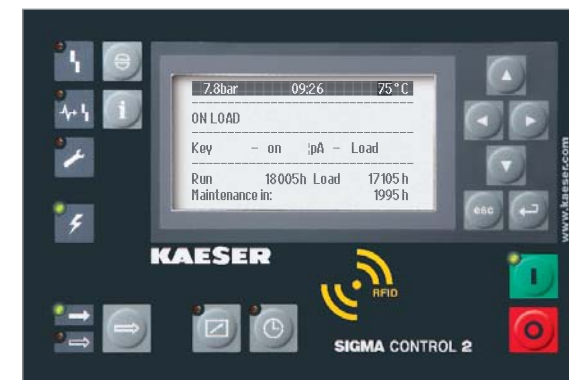 7.8bar 09:26 75°C
ON LOAD
Key – on ¦pA – Load
Run 18005h Load 17105h
Maintenance in: 1995h
esc
www.kaeser.com
KAESER
RFID
I
O
SIGMA CONTROL 2